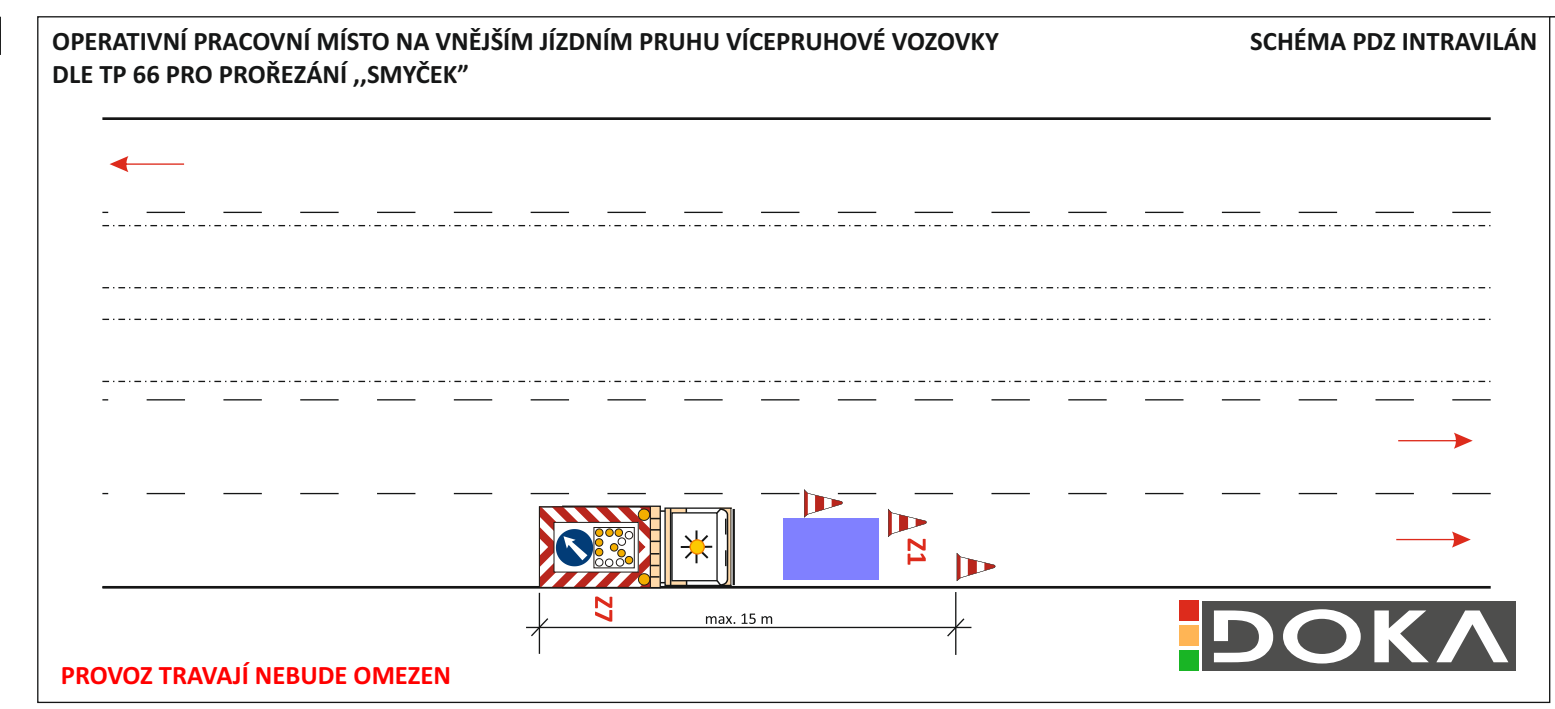 OPERATIVNÍ PRACOVNÍ MÍSTO NA VNĚJŠÍM JÍZDNÍM PRUHU VÍCEPRUHOVÉ VOZOVKY
SCHÉMA PDZ INTRAVILÁN
DLE TP 66 PRO PROŘEZÁNÍ ,,SMYČEK”
Z1
Z7
max. 15 m
DOKA
PROVOZ TRAVAJÍ NEBUDE OMEZEN